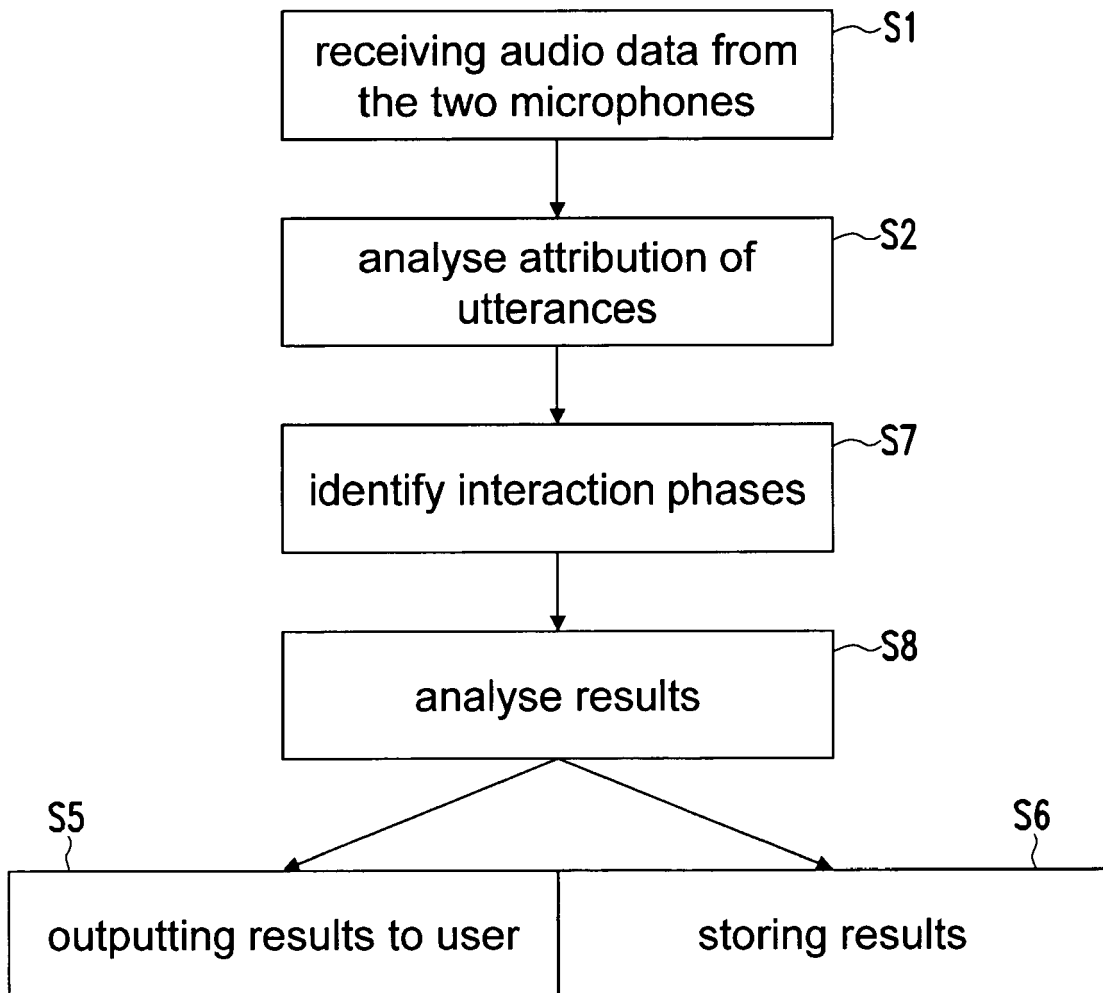 S1
receiving audio data from
the two microphones
S2
analyse attribution of
utterances
S7
identify interaction phases
S8
analyse results
S5
S6
outputting results to user
storing results